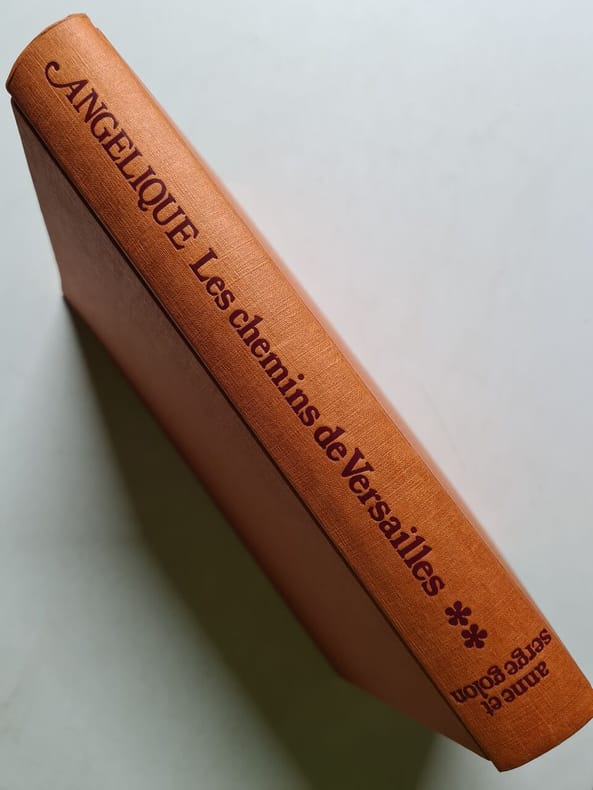 ANGELIQUE Les chemins de Versailles
anne et
serge golon